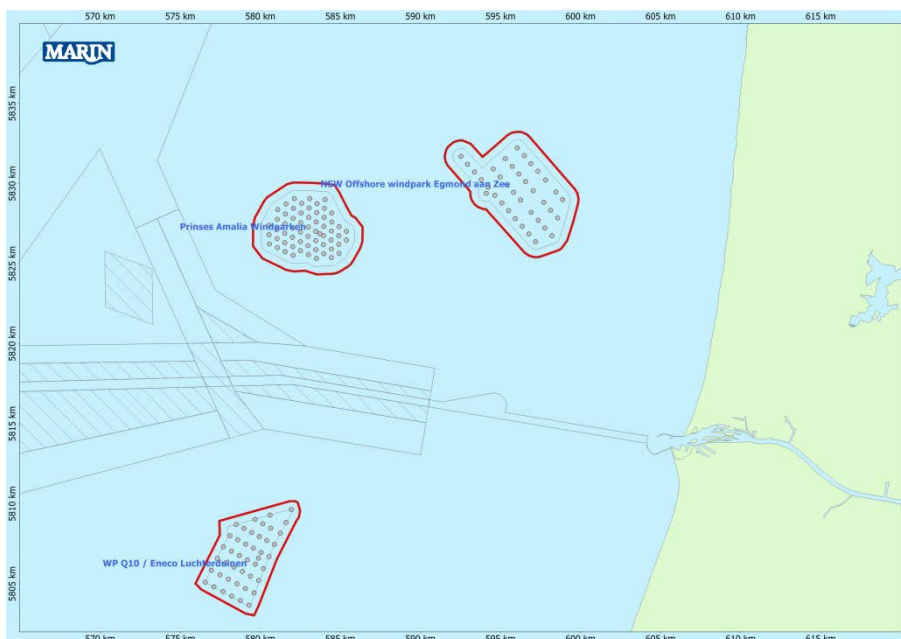 570 km 575 km 580 km 585 km 590 km 595 km 600 km 605 km 610 km 615 km
MARIN
5835 km
5830 km
NSW Offshore windpark Egmond aan Zee
Prinses Amalia Windparken
5825 km
5820 km
5815 km
5810 km
WP Q10 / Eneco Luchterduinen
5805 km
570 km 575 km 580 km 585 km 590 km 595 km 600 km 605 km 610 km 615 km